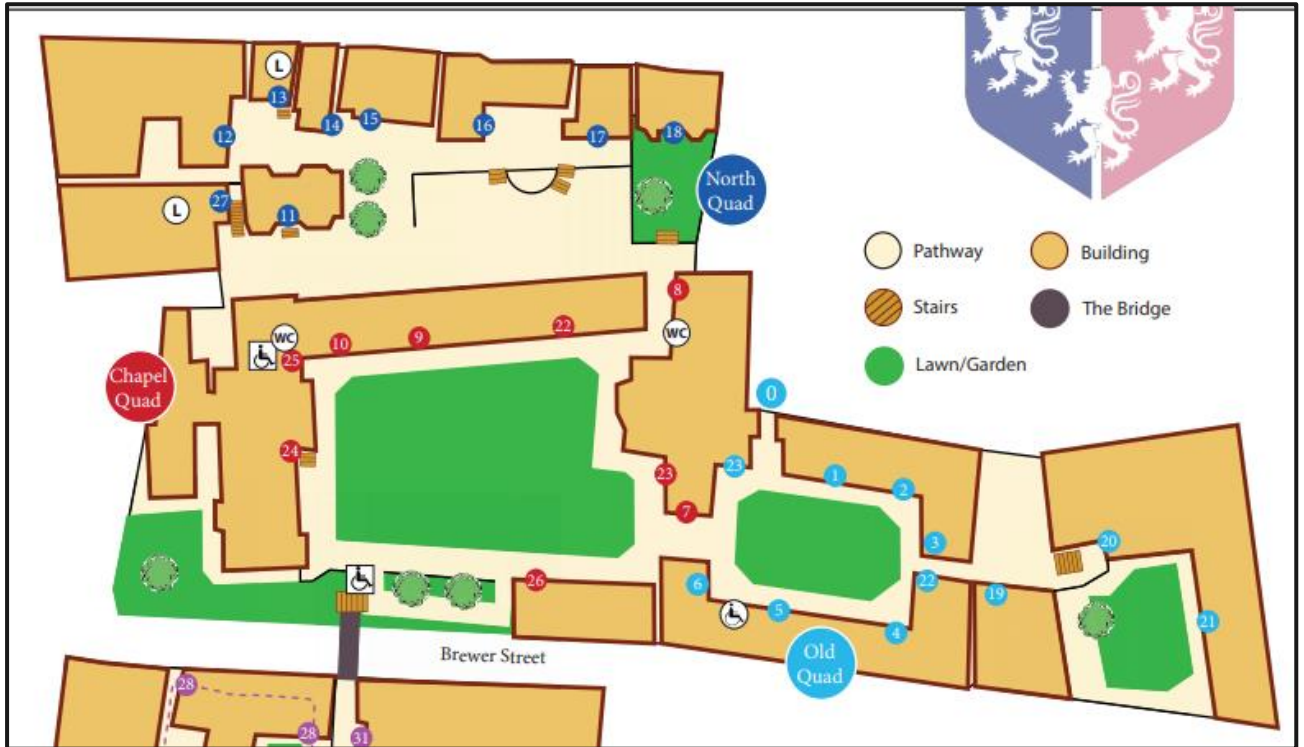 L
13
12
14
15
16
17
18
North
Quad
L
27
11
Pathway
Building
Stairs
The Bridge
Lawn/Garden
8
WC
WC
22
9
10
25
Chapel
Quad
0
24
23
23
7
1
2
3
20
26
6
22
19
5
4
21
Old
Quad
Brewer Street
28
28
31